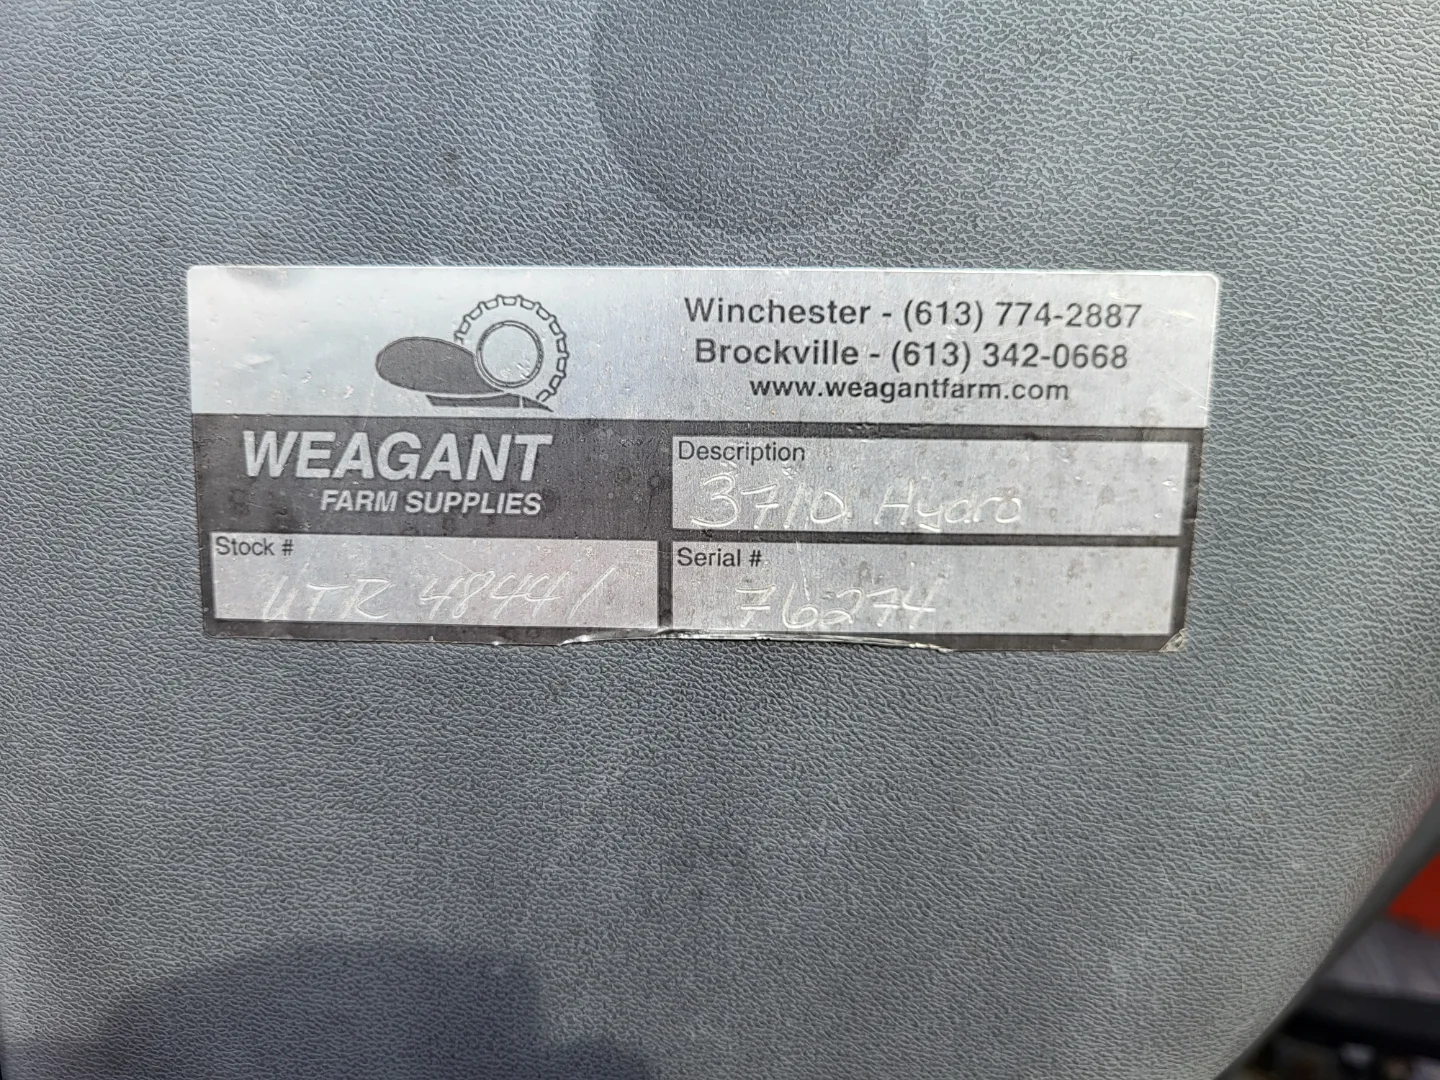 Winchester - (613) 774-2887
Brockville - (613) 342-0668
www.weagantfarm.com
WEAGANT
FARM SUPPLIES
Description
3710 Hydro
Stock #
UTR 48441
Serial #
76274